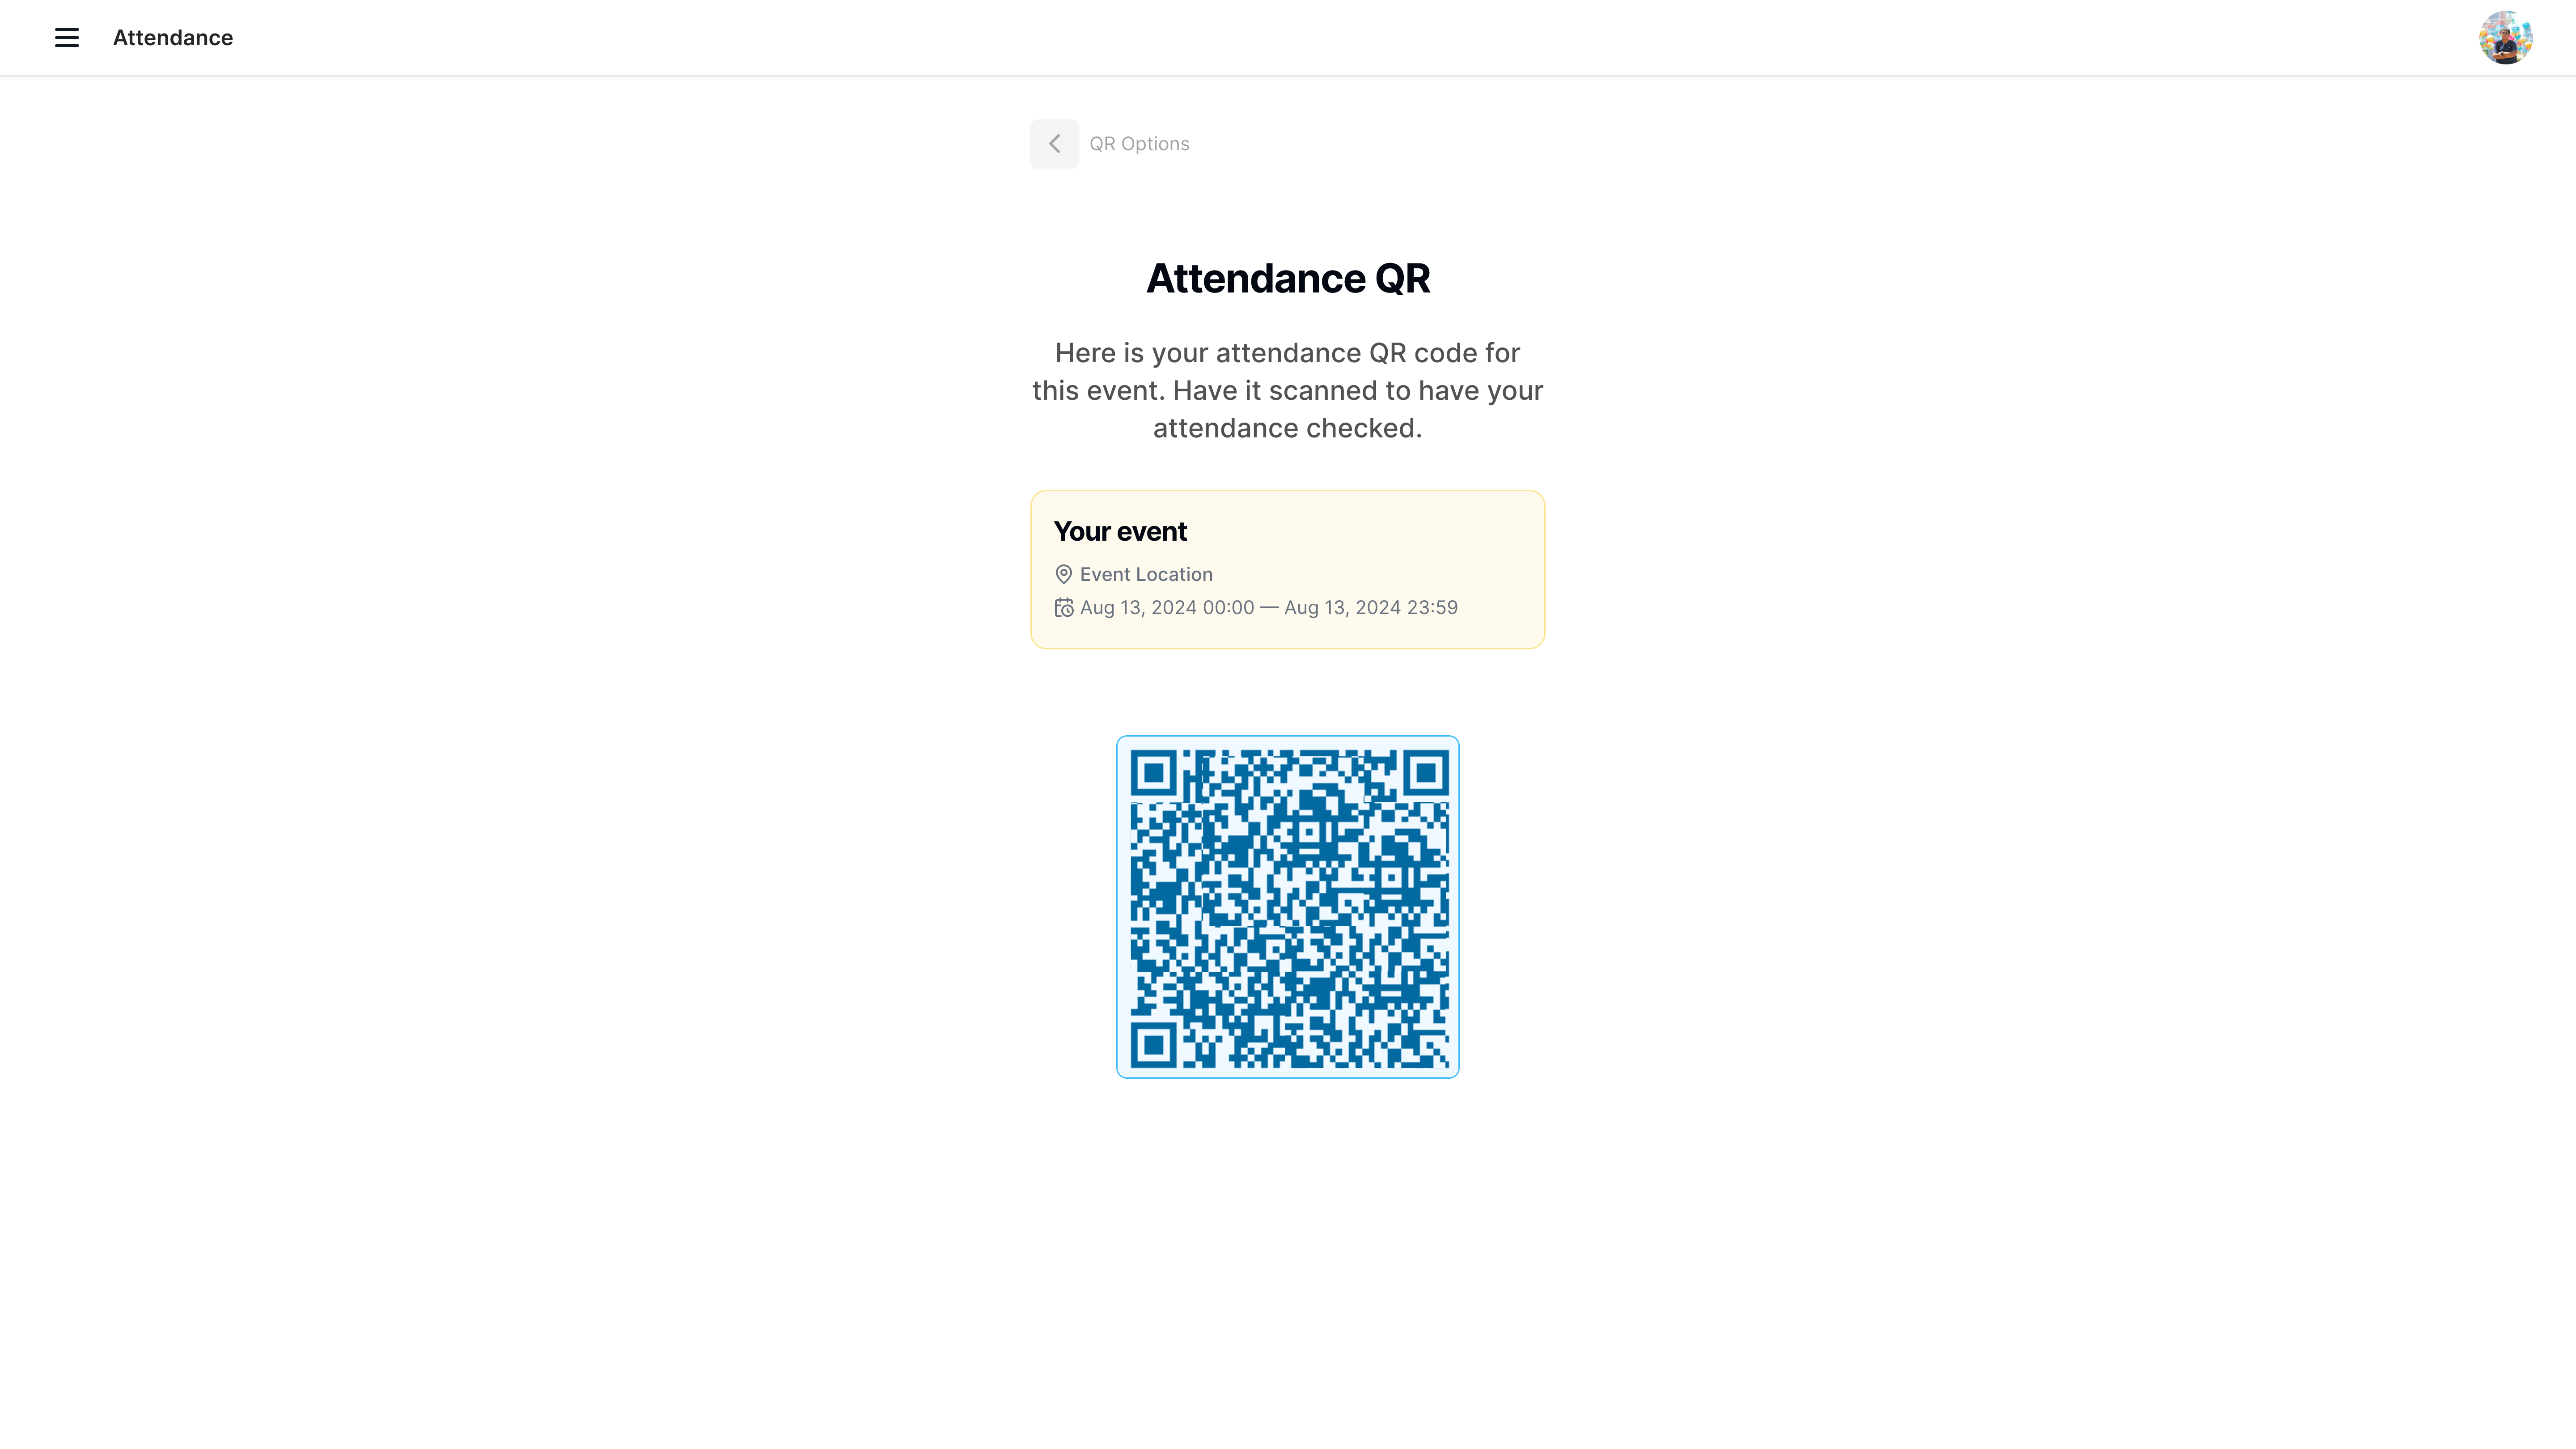 Attendance
QR Options
Attendance QR
Here is your attendance QR code for
this event. Have it scanned to have your
attendance checked.
Your event
Event Location
Aug 13, 2024 00:00 — Aug 13, 2024 23:59